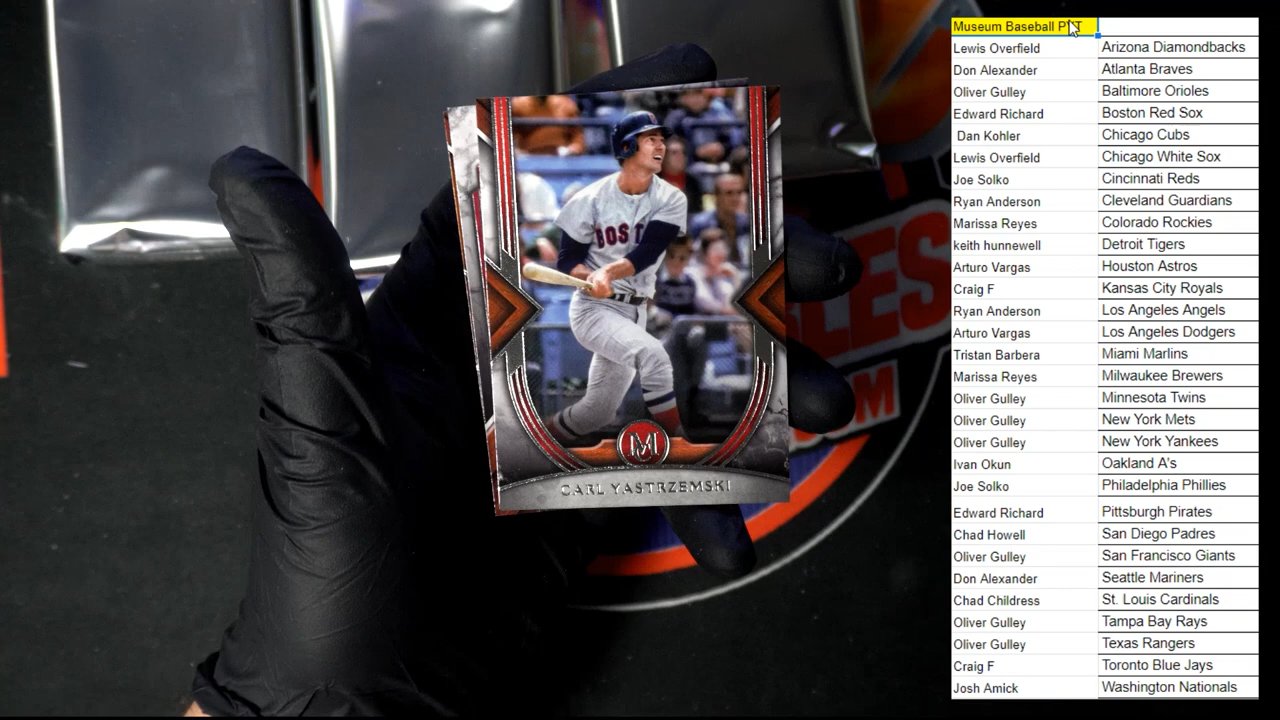 Museum Baseball P
Lewis Overfield Arizona Diamondbacks
Don Alexander Atlanta Braves
Oliver Gulley Baltimore Orioles
Edward Richard Boston Red Sox
Dan Kohler Chicago Cubs
Lewis Overfield Chicago White Sox
Joe Solko Cincinnati Reds
Ryan Anderson Cleveland Guardians
Marissa Reyes Colorado Rockies
keith hunnewell Detroit Tigers
Arturo Vargas Houston Astros
Craig F Kansas City Royals
Ryan Anderson Los Angeles Angels
Arturo Vargas Los Angeles Dodgers
Tristan Barbera Miami Marlins
Marissa Reyes Milwaukee Brewers
Oliver Gulley Minnesota Twins
Oliver Gulley New York Mets
Oliver Gulley New York Yankees
Ivan Okun Oakland A's
Joe Solko Philadelphia Phillies
Edward Richard Pittsburgh Pirates
Chad Howell San Diego Padres
Oliver Gulley San Francisco Giants
Don Alexander Seattle Mariners
Chad Childress St. Louis Cardinals
Oliver Gulley Tampa Bay Rays
Oliver Gulley Texas Rangers
Craig F Toronto Blue Jays
Josh Amick Washington Nationals
BOST
M
CARL YASTRZEMSKI
LES
OM